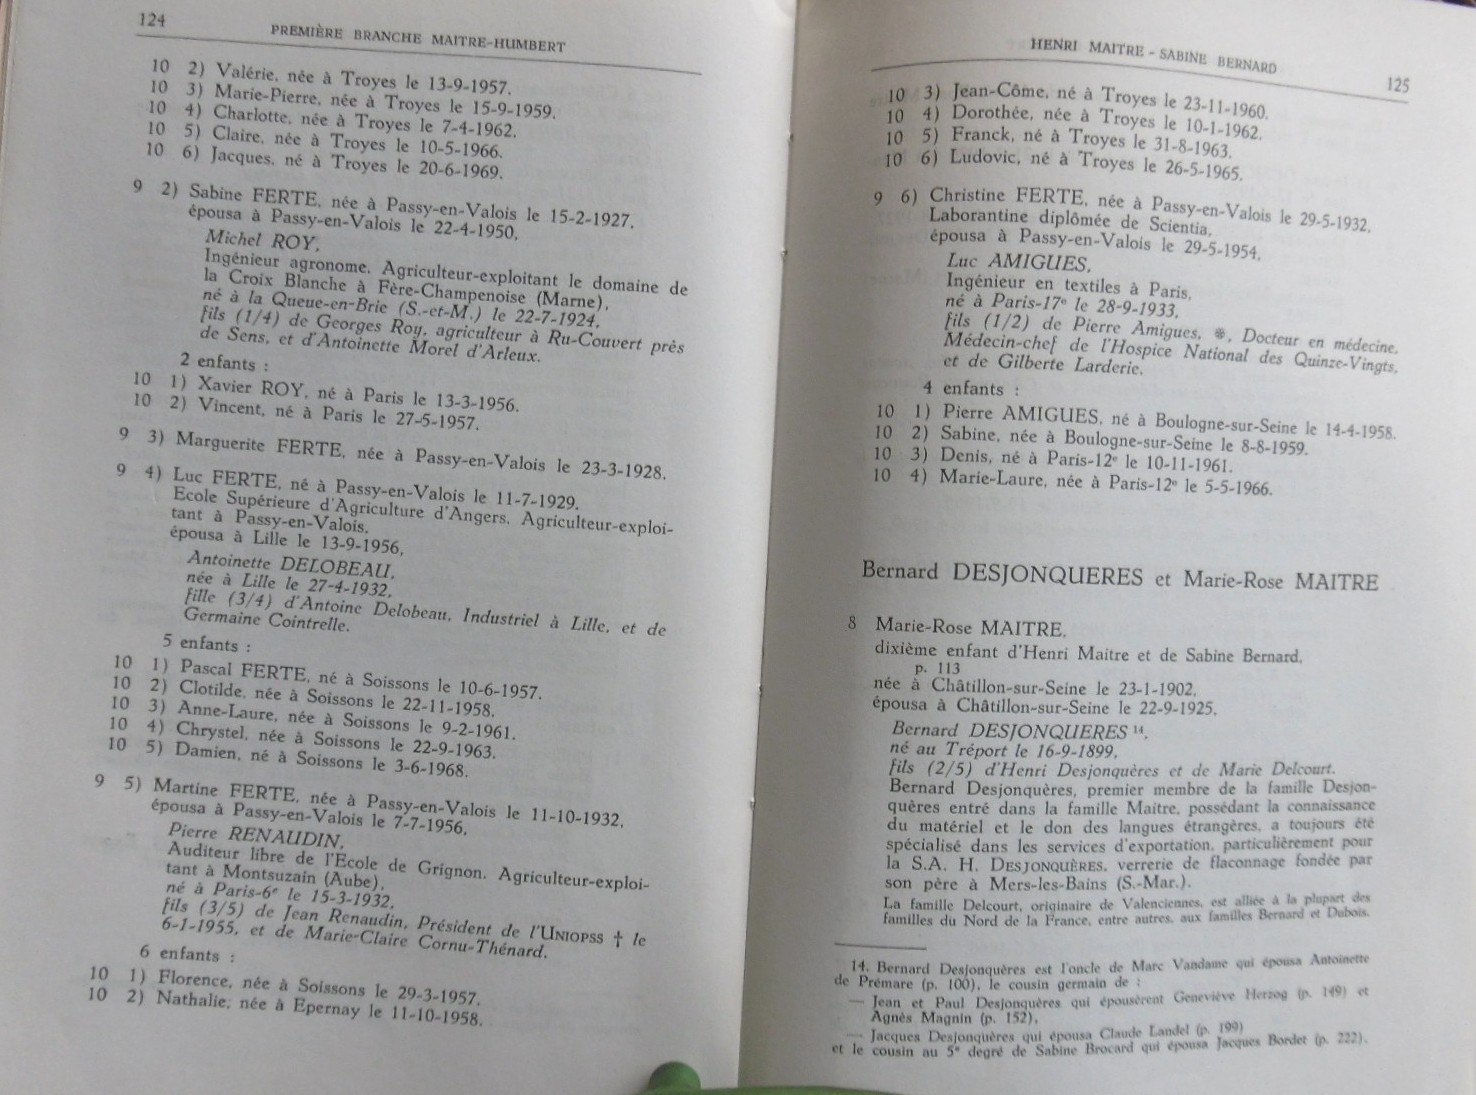 124
PREMIÈRE BRANCHE MAITRE-HUMBERT
10 2) Valérie, née à Troyes le 13-9-1957.
10 3) Marie-Pierre, née à Troyes le 15-9-1959.
10 4) Charlotte, née à Troyes le 7-4-1962.
10 5) Claire, née à Troyes le 10-5-1966.
10 6) Jacques, né à Troyes le 20-6-1969.
9 2) Sabine FERTE, née à Passy-en-Valois le 15-2-1927,
épousa à Passy-en-Valois le 22-4-1950,
Michel ROY,
Ingénieur agronome, Agriculteur-exploitant le domaine de
la Croix Blanche à Fère-Champenoise (Marne),
né à la Queue-en-Brie (S.-et-M.) le 22-7-1924,
fils (1/4) de Georges Roy, agriculteur à Ru-Couvert près
de Sens, et d'Antoinette Morel d'Arleux.
2 enfants :
10 1) Xavier ROY, né à Paris le 13-3-1956.
10 2) Vincent, né à Paris le 27-5-1957.
9 3) Marguerite FERTE, née à Passy-en-Valois le 23-3-1928.
9 4) Luc FERTE, né à Passy-en-Valois le 11-7-1929.
Ecole Supérieure d'Agriculture d'Angers. Agriculteur-exploi-
tant à Passy-en-Valois,
épousa à Lille le 13-9-1956,
Antoinette DELOBEAU,
née à Lille le 27-4-1932,
fille (3/4) d'Antoine Delobeau, Industriel à Lille, et de
Germaine Cointrelle.
5 enfants :
10 1) Pascal FERTE, né à Soissons le 10-6-1957.
10 2) Clotilde, née à Soissons le 22-11-1958.
10 3) Anne-Laure, née à Soissons le 9-2-1961.
10 4) Chrystel, née à Soissons le 22-9-1963.
10 5) Damien, né à Soissons le 3-6-1968.
9 5) Martine FERTE, née à Passy-en-Valois le 11-10-1932,
épousa à Passy-en-Valois le 7-7-1956,
Pierre RENAUDIN,
Auditeur libre de l'Ecole de Grignon, Agriculteur-exploi-
tant à Montsuzain (Aube),
né à Paris-6e le 15-3-1932,
fils (3/5) de Jean Renaudin, Président de l'UNIOPSS † le
6-1-1955, et de Marie-Claire Cornu-Thénard.
6 enfants :
10 1) Florence, née à Soissons le 29-3-1957.
10 2) Nathalie, née à Epernay le 11-10-1958.
HENRI MAITRE - SABINE BERNARD
125
10 3) Jean-Côme, né à Troyes le 23-11-1960.
10 4) Dorothée, née à Troyes le 10-1-1962.
10 5) Franck, né à Troyes le 31-8-1963.
10 6) Ludovic, né à Troyes le 26-5-1965.
9 6) Christine FERTE, née à Passy-en-Valois le 29-5-1932,
Laborantine diplômée de Scientia,
épousa à Passy-en-Valois le 29-5-1954,
Luc AMIGUES,
Ingénieur en textiles à Paris,
né à Paris-17e le 28-9-1933,
fils (1/2) de Pierre Amigues, ❋, Docteur en médecine,
Médecin-chef de l'Hospice National des Quinze-Vingts,
et de Gilberte Larderie.
4 enfants :
10 1) Pierre AMIGUES, né à Boulogne-sur-Seine le 14-4-1958.
10 2) Sabine, née à Boulogne-sur-Seine le 8-8-1959.
10 3) Denis, né à Paris-12e le 10-11-1961.
10 4) Marie-Laure, née à Paris-12e le 5-5-1966.
Bernard DESJONQUERES et Marie-Rose MAITRE
8 Marie-Rose MAITRE,
dixième enfant d'Henri Maitre et de Sabine Bernard,
p. 113
née à Châtillon-sur-Seine le 23-1-1902,
épousa à Châtillon-sur-Seine le 22-9-1925,
Bernard DESJONQUERES 14,
né au Tréport le 16-9-1899,
fils (2/5) d'Henri Desjonquères et de Marie Delcourt.
Bernard Desjonquères, premier membre de la famille Desjon-
quères entré dans la famille Maitre, possédant la connaissance
du matériel et le don des langues étrangères, a toujours été
spécialisé dans les services d'exportation, particulièrement pour
la S.A. H. DESJONQUÈRES, verrerie de flaconnage fondée par
son père à Mers-les-Bains (S.-Mar.).
La famille Delcourt, originaire de Valenciennes, est alliée à la plupart des
familles du Nord de la France, entre autres, aux familles Bernard et Dubois.
14. Bernard Desjonquères est l'oncle de Marc Vandame qui épousa Antoinette
de Prémare (p. 100), le cousin germain de :
— Jean et Paul Desjonquères qui épousèrent Geneviève Herzog (p. 149) et
Agnès Magnin (p. 152),
— Jacques Desjonquères qui épousa Claude Landel (p. 199)
et le cousin au 5e degré de Sabine Brocard qui épousa Jacques Bordet (p. 222).